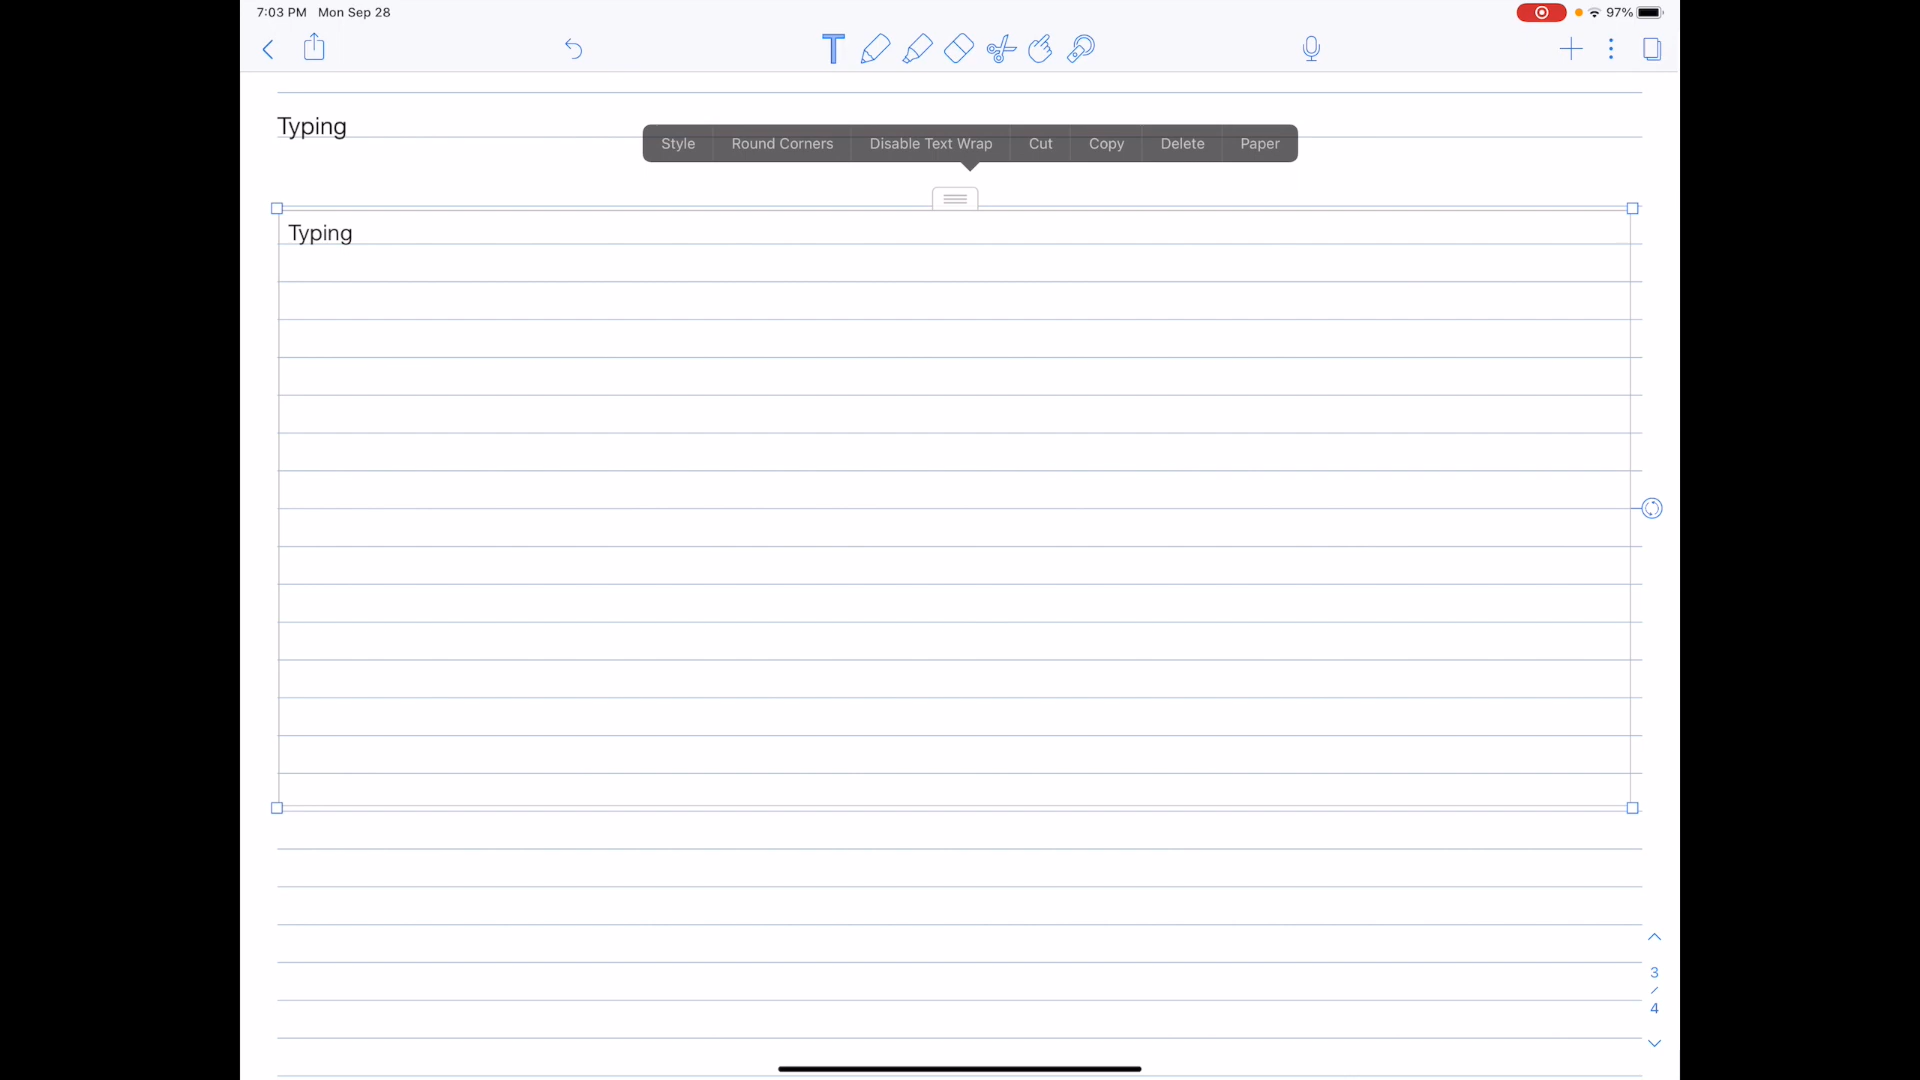 7:03 PM Mon Sep 28 97%
Typing
Style Round Corners Disable Text Wrap Cut Copy Delete Paper
Typing
3
/
4